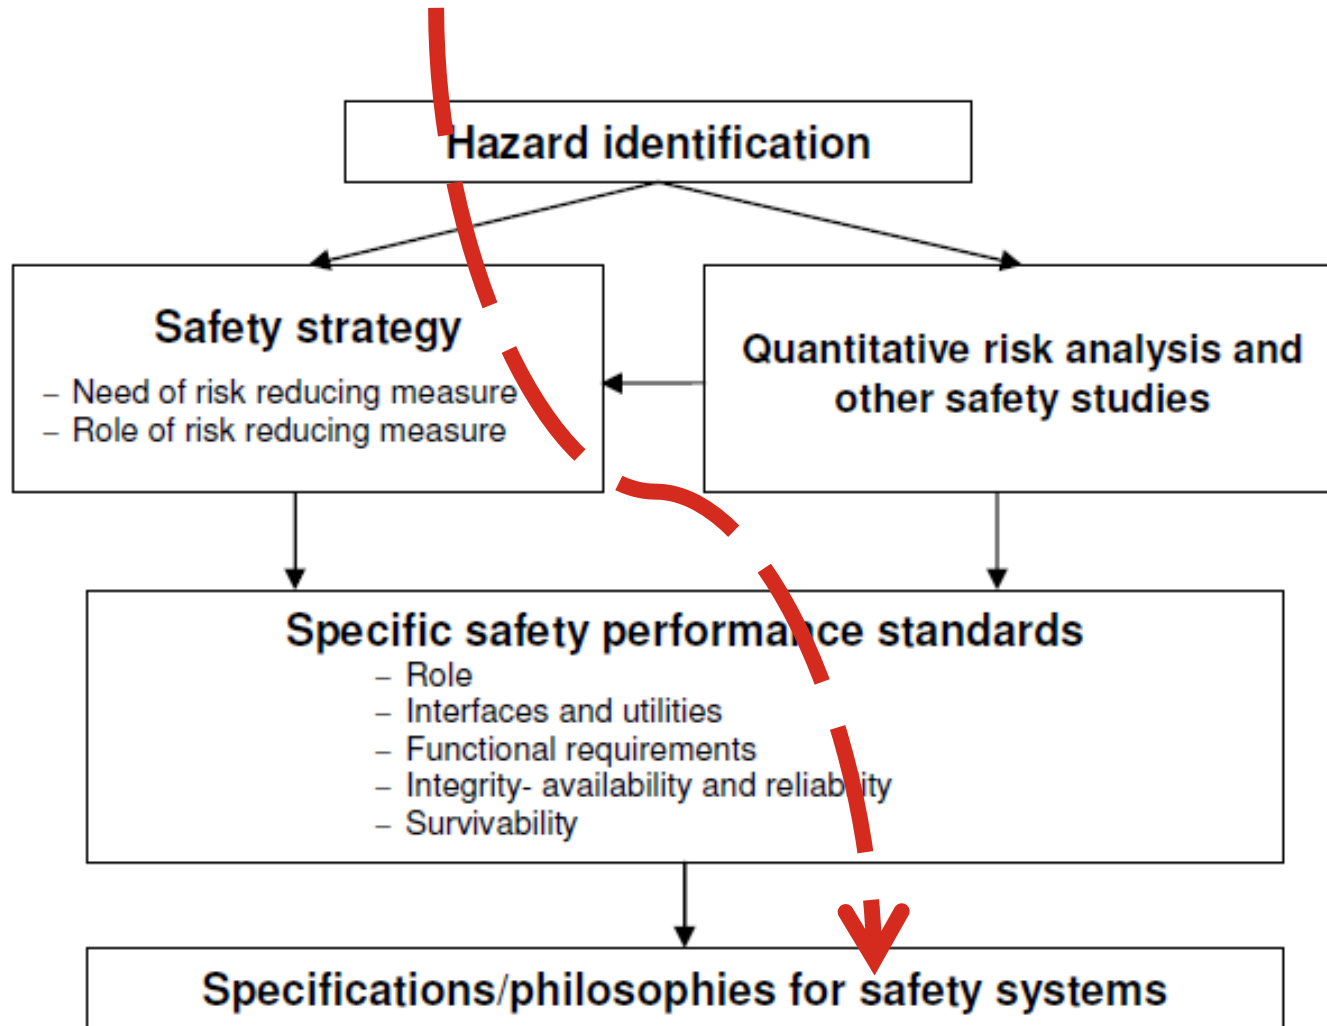 Hazard identification
Safety strategy
– Need of risk reducing measure
– Role of risk reducing measure
Quantitative risk analysis and
other safety studies
Specific safety performance standards
– Role
– Interfaces and utilities
– Functional requirements
– Integrity- availability and reliability
– Survivability
Specifications/philosophies for safety systems